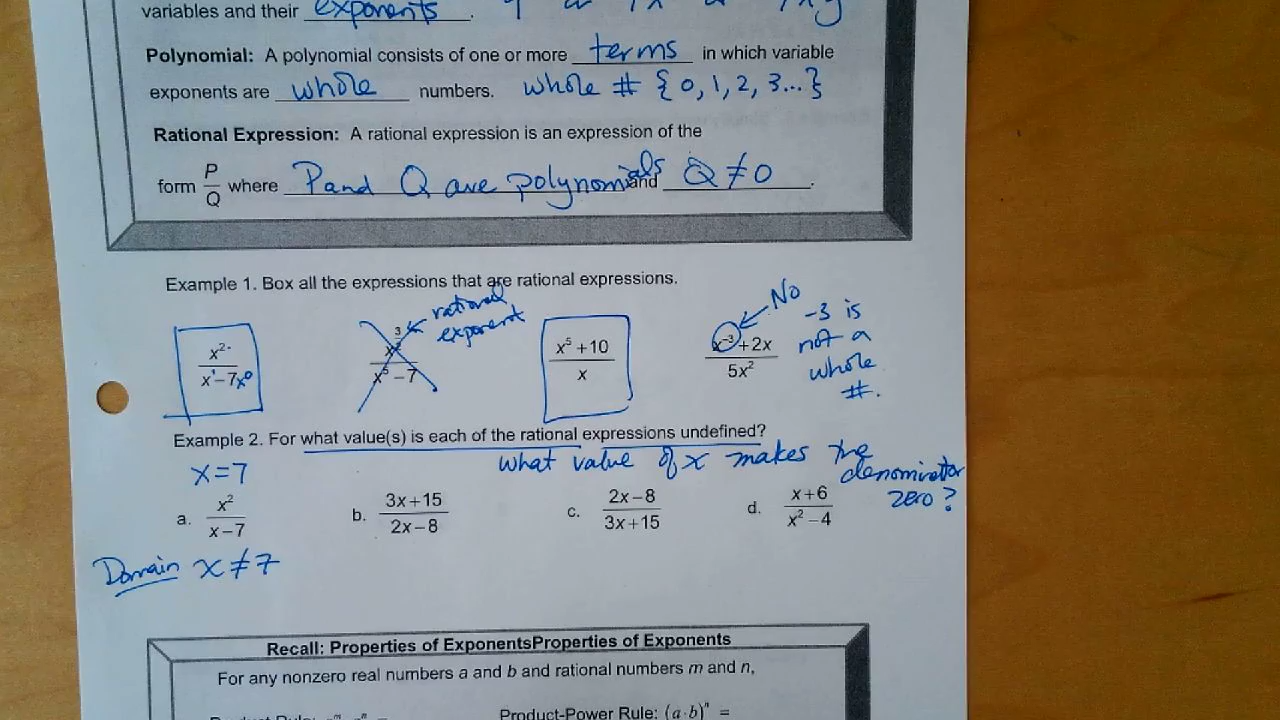 variables and their exponents.
Polynomial: A polynomial consists of one or more terms in which variable
exponents are whole numbers. whole # {0, 1, 2, 3...}
Rational Expression: A rational expression is an expression of the
form P/Q where P and Q are polynomials and Q ≠ 0.
Example 1. Box all the expressions that are rational expressions.
rational exponent
No
-3 is not a whole #.
x²/(x¹-7x⁰)
(x⁵+10)/x
(x⁻³+2x)/5x²
Example 2. For what value(s) is each of the rational expressions undefined?
x=7
what value of x makes the denominator zero?
a. x²/(x-7) b. (3x+15)/(2x-8) c. (2x-8)/(3x+15) d. (x+6)/(x²-4)
Domain x≠7
Recall: Properties of ExponentsProperties of Exponents
For any nonzero real numbers a and b and rational numbers m and n,
Product-Power Rule: (a·b)ⁿ =